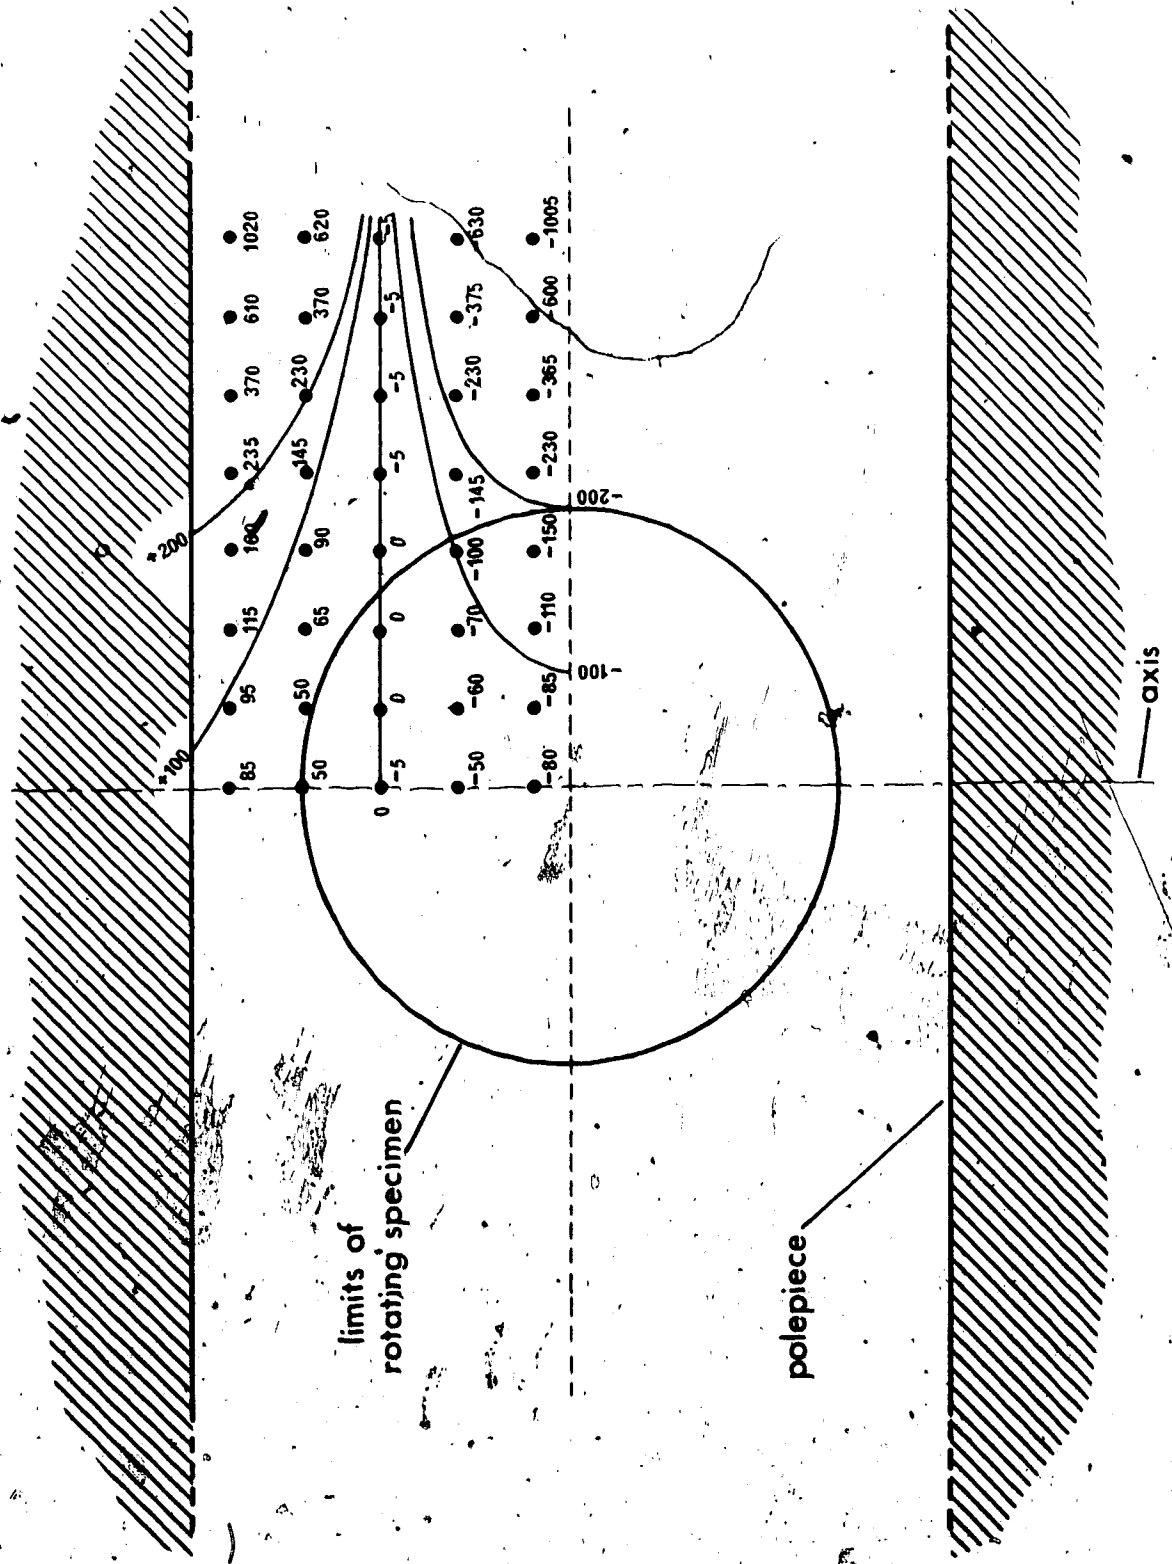 +100
+200
85 95 115 235 370 610 1020
50 50 65 90 145 230 370 620
limits of
rotating specimen
0
-5 0 0 0 -5 -5 -5 -5
-50 -60 -70 -100 -145 -230 -375 -630
-80 -85 -110 -150 -230 -365 -600 -1005
-100
-200
polepiece
axis